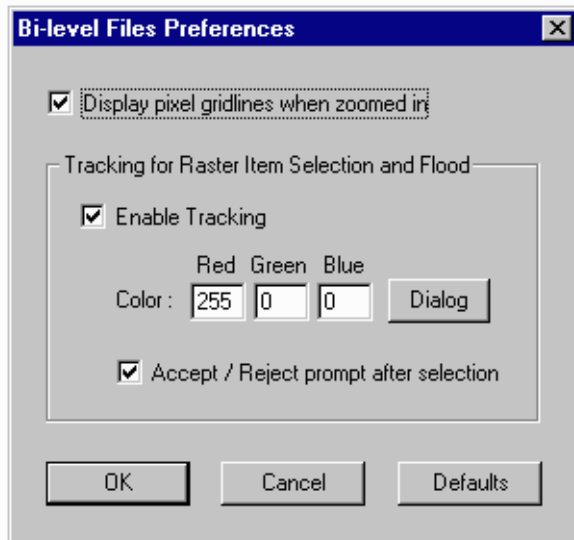 Bi-level Files Preferences
Display pixel gridlines when zoomed in
Tracking for Raster Item Selection and Flood
Enable Tracking
Red Green Blue
Color : 255 0 0 Dialog
Accept / Reject prompt after selection
OK Cancel Defaults